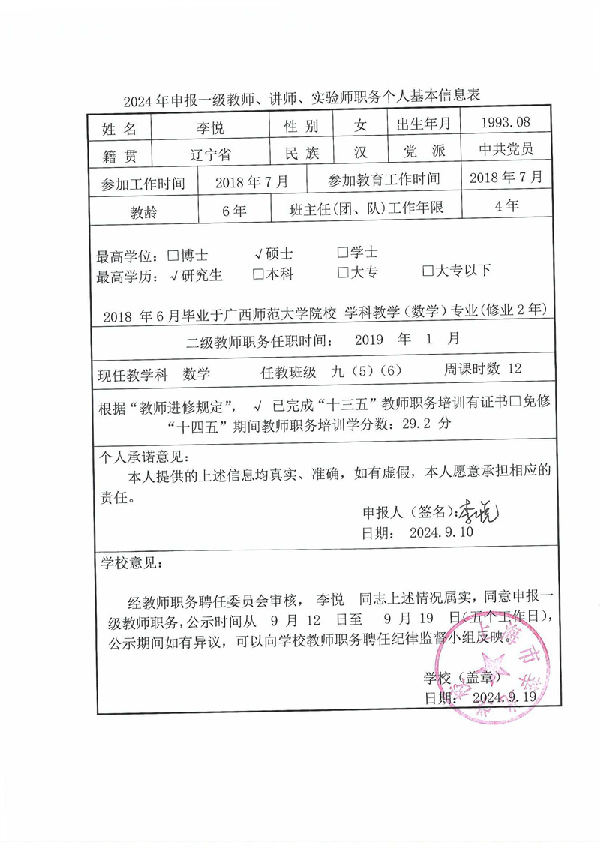 2024年申报一级教师、讲师、实验师职务个人基本信息表
姓 名 李悦 性 别 女 出生年月 1993.08
籍 贯 辽宁省 民 族 汉 党 派 中共党员
参加工作时间 2018年7月 参加教育工作时间 2018年7月
教龄 6年 班主任(团、队)工作年限 4年
最高学位：□博士 √硕士 □学士
最高学历：√研究生 □本科 □大专 □大专以下
2018 年6月毕业于广西师范大学院校 学科教学(数学)专业(修业2年)
二级教师职务任职时间： 2019 年 1 月
现任教学科 数学 任教班级 九（5）（6） 周课时数 12
根据“教师进修规定”， √ 已完成“十三五”教师职务培训有证书□免修
“十四五”期间教师职务培训学分数：29.2 分
个人承诺意见：
本人提供的上述信息均真实、准确，如有虚假，本人愿意承担相应的
责任。
申报人（签名）：李悦
日期： 2024.9.10
学校意见：
经教师职务聘任委员会审核， 李悦 同志上述情况属实，同意申报一
级教师职务，公示时间从 9 月 12 日至 9 月 19 日(五个工作日)，
公示期间如有异议，可以向学校教师职务聘任纪律监督小组反映。
学校（盖章）
日期： 2024.9.19